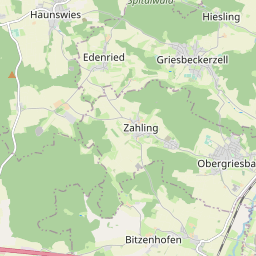 Spitalwald
Haunswies
Hiesling
Edenried
Griesbeckerzell
Zahling
Obergriesba
Bitzenhofen